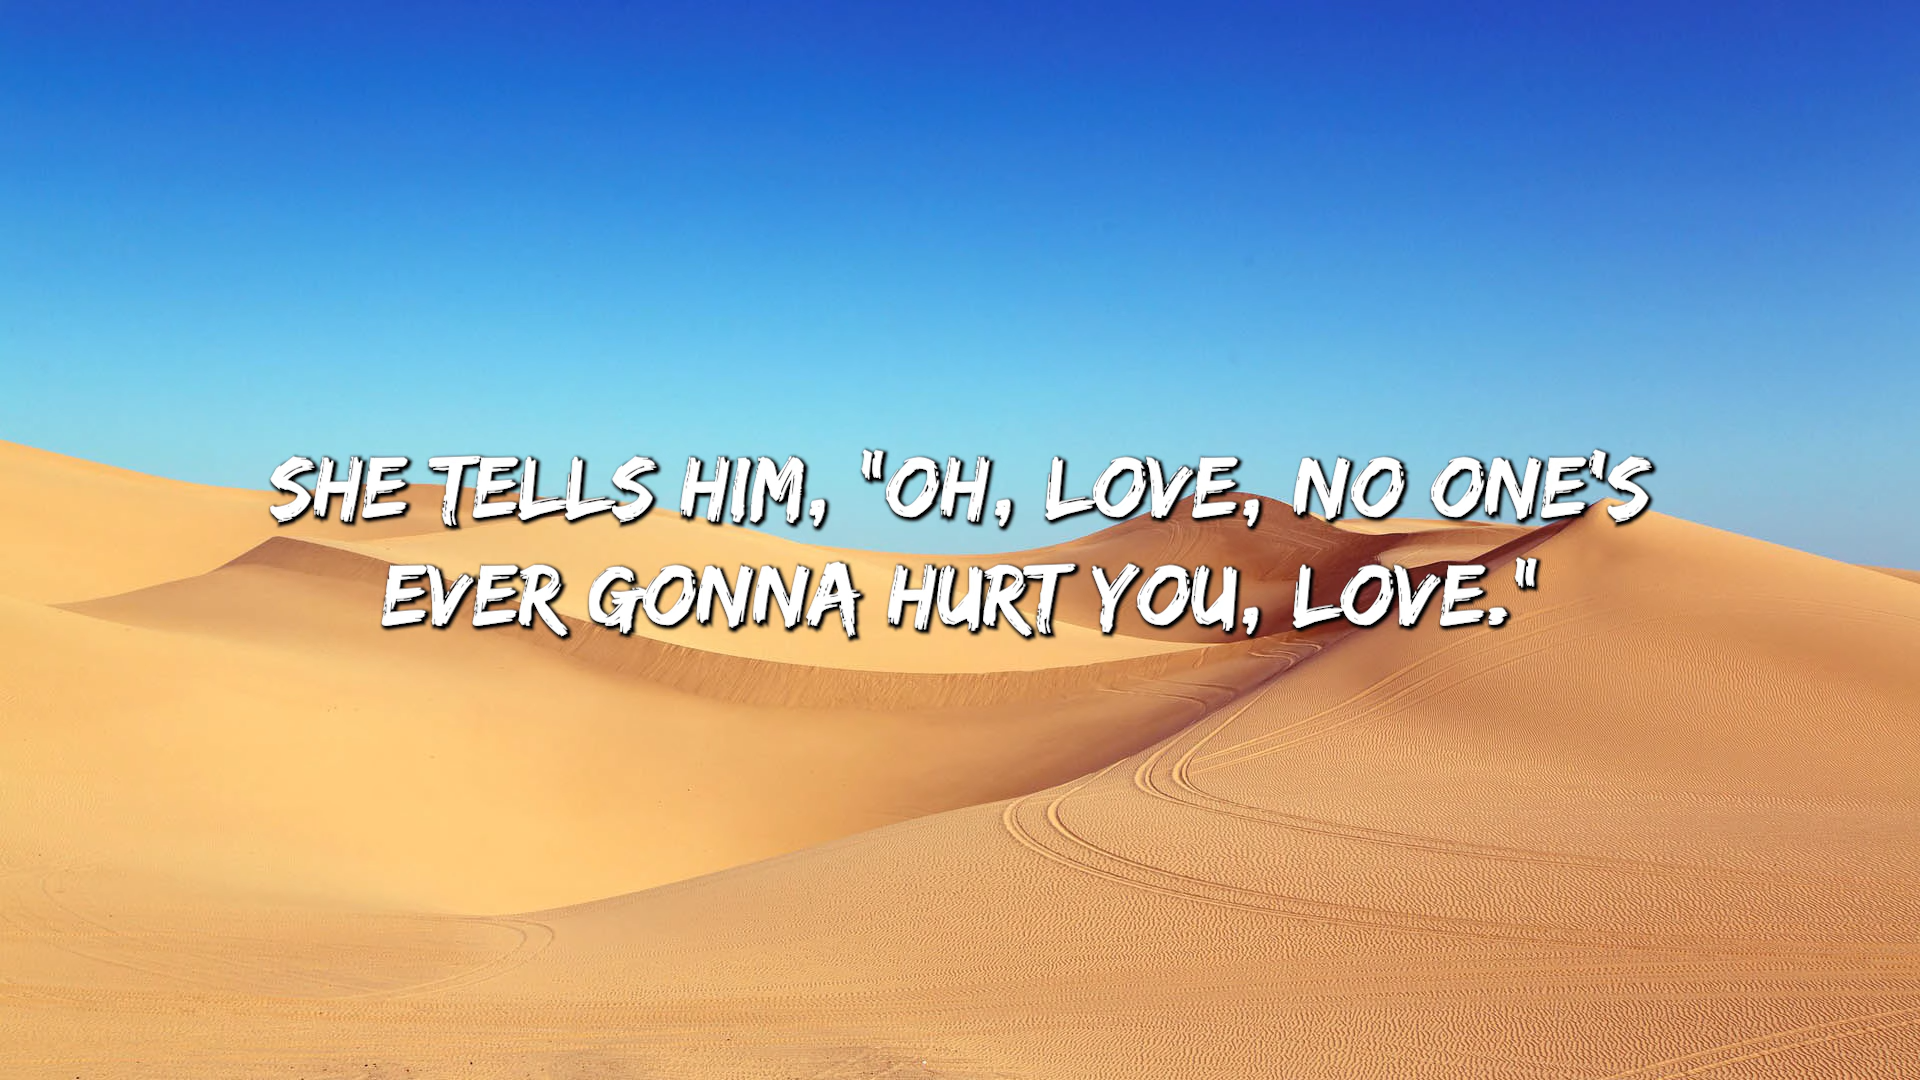 SHE TELLS HIM, "OH, LOVE, NO ONE'S
EVER GONNA HURT YOU, LOVE."